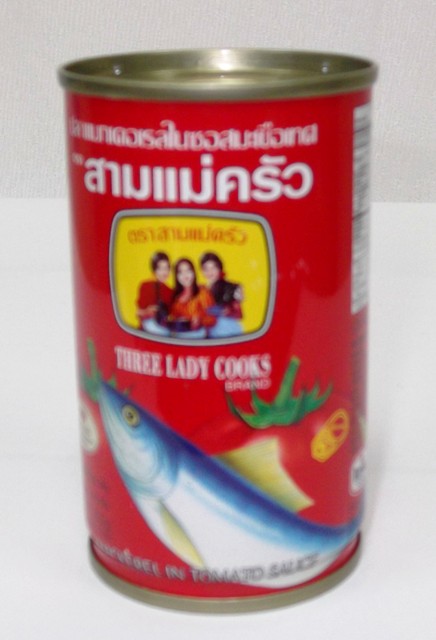 ปลาแมกเคอเรลในซอสมะเขือเทศ
สามแม่ครัว
ตราสามแม่ครัว
THREE LADY COOKS
BRAND
MACKEREL IN TOMATO SAUCE